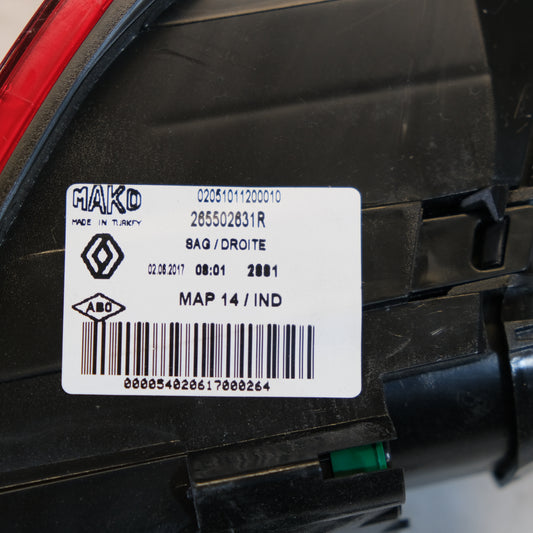 MAKO
02051011200010
MADE IN TURKEY
265502631R
SAG / DROITE
02.06.2017 08:01 2881
ABO
MAP 14 / IND
000054020617000264